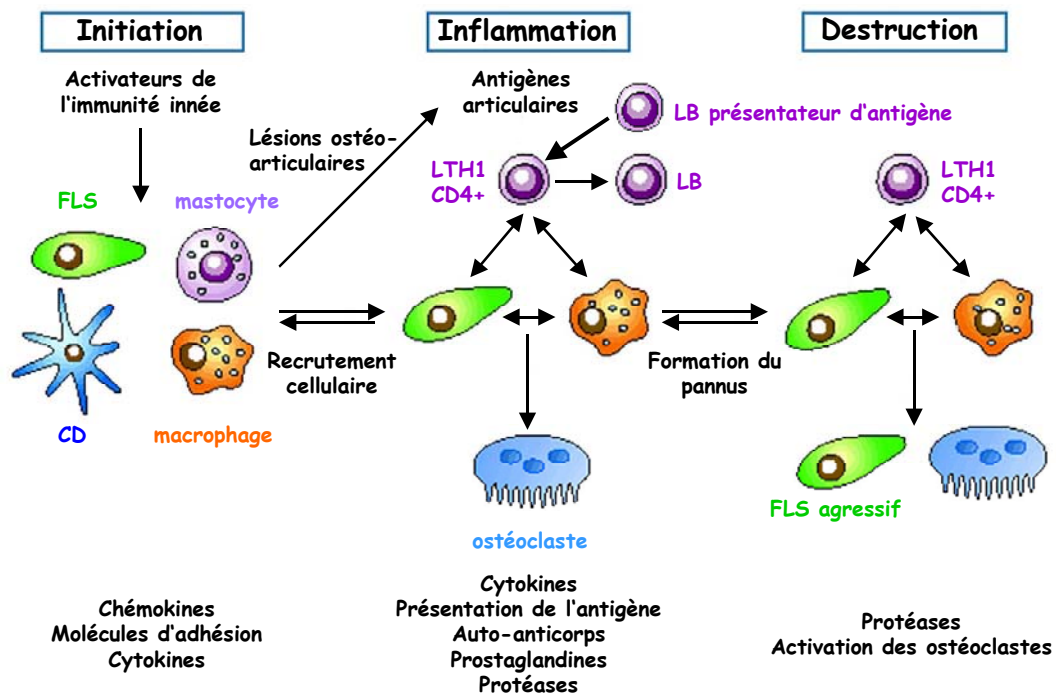 Initiation
Activateurs de
l'immunité innée
FLS
mastocyte
CD
macrophage
Chémokines
Molécules d'adhésion
Cytokines
Lésions ostéo-
articulaires
Recrutement
cellulaire
Inflammation
Antigènes
articulaires
LB présentateur d'antigène
LTH1
CD4+
LB
ostéoclaste
Cytokines
Présentation de l'antigène
Auto-anticorps
Prostaglandines
Protéases
Formation du
pannus
Destruction
LTH1
CD4+
FLS agressif
Protéases
Activation des ostéoclastes